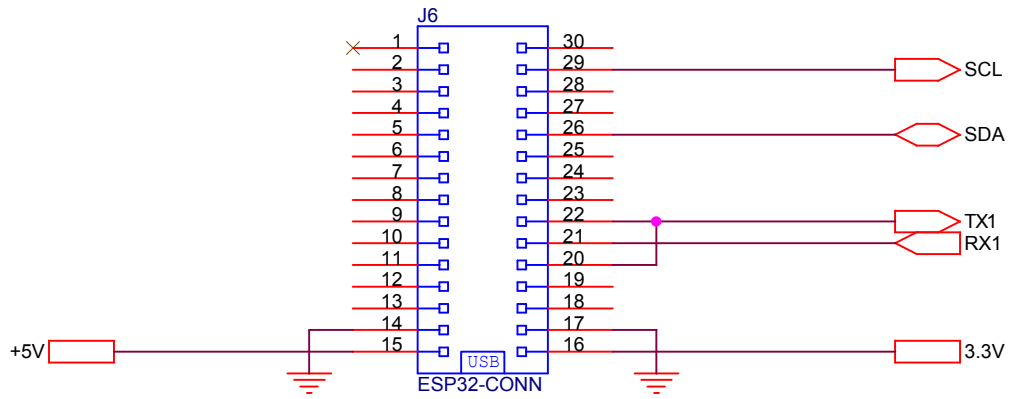 J6
1 30
2 29 SCL
3 28
4 27
5 26 SDA
6 25
7 24
8 23
9 22 TX1
10 21 RX1
11 20
12 19
13 18
14 17
+5V 15 USB 16 3.3V
ESP32-CONN